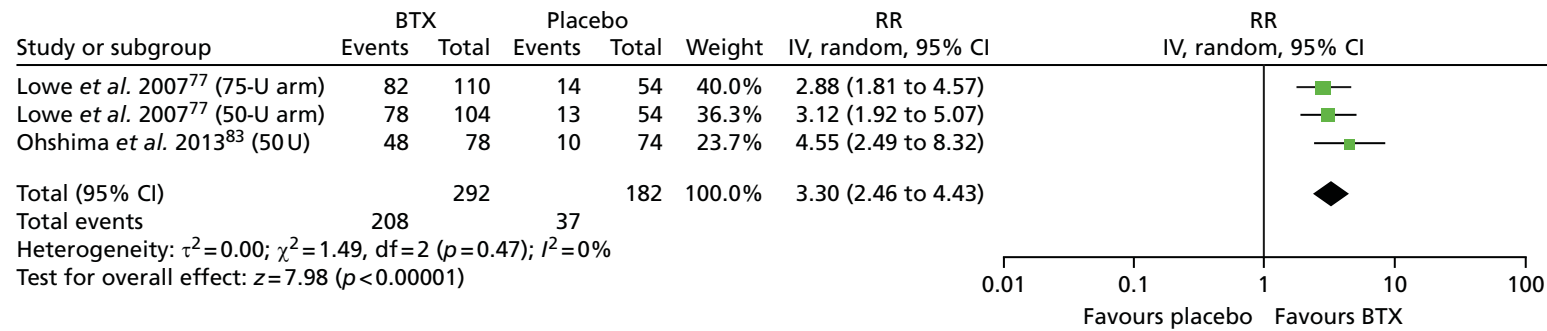 BTX Placebo RR RR
Study or subgroup Events Total Events Total Weight IV, random, 95% CI IV, random, 95% CI
Lowe et al. 2007⁷⁷ (75-U arm) 82 110 14 54 40.0% 2.88 (1.81 to 4.57)
Lowe et al. 2007⁷⁷ (50-U arm) 78 104 13 54 36.3% 3.12 (1.92 to 5.07)
Ohshima et al. 2013⁸³ (50 U) 48 78 10 74 23.7% 4.55 (2.49 to 8.32)
Total (95% CI) 292 182 100.0% 3.30 (2.46 to 4.43)
Total events 208 37
Heterogeneity: τ²=0.00; χ²=1.49, df=2 (p=0.47); I²=0%
Test for overall effect: z=7.98 (p<0.00001)
0.01 0.1 1 10 100
Favours placebo Favours BTX